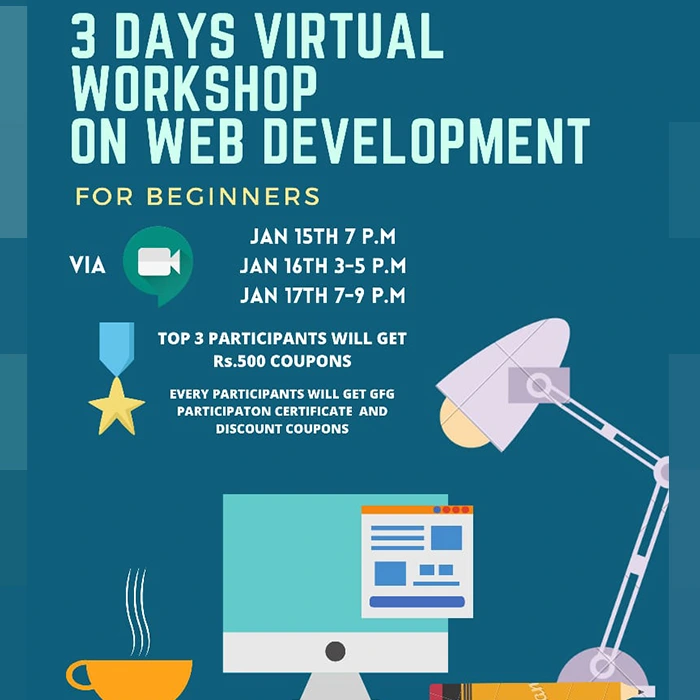 3 DAYS VIRTUAL
WORKSHOP
ON WEB DEVELOPMENT
FOR BEGINNERS
VIA
JAN 15TH 7 P.M
JAN 16TH 3-5 P.M
JAN 17TH 7-9 P.M
TOP 3 PARTICIPANTS WILL GET
Rs.500 COUPONS
EVERY PARTICIPANTS WILL GET GFG
PARTICIPATON CERTIFICATE AND
DISCOUNT COUPONS